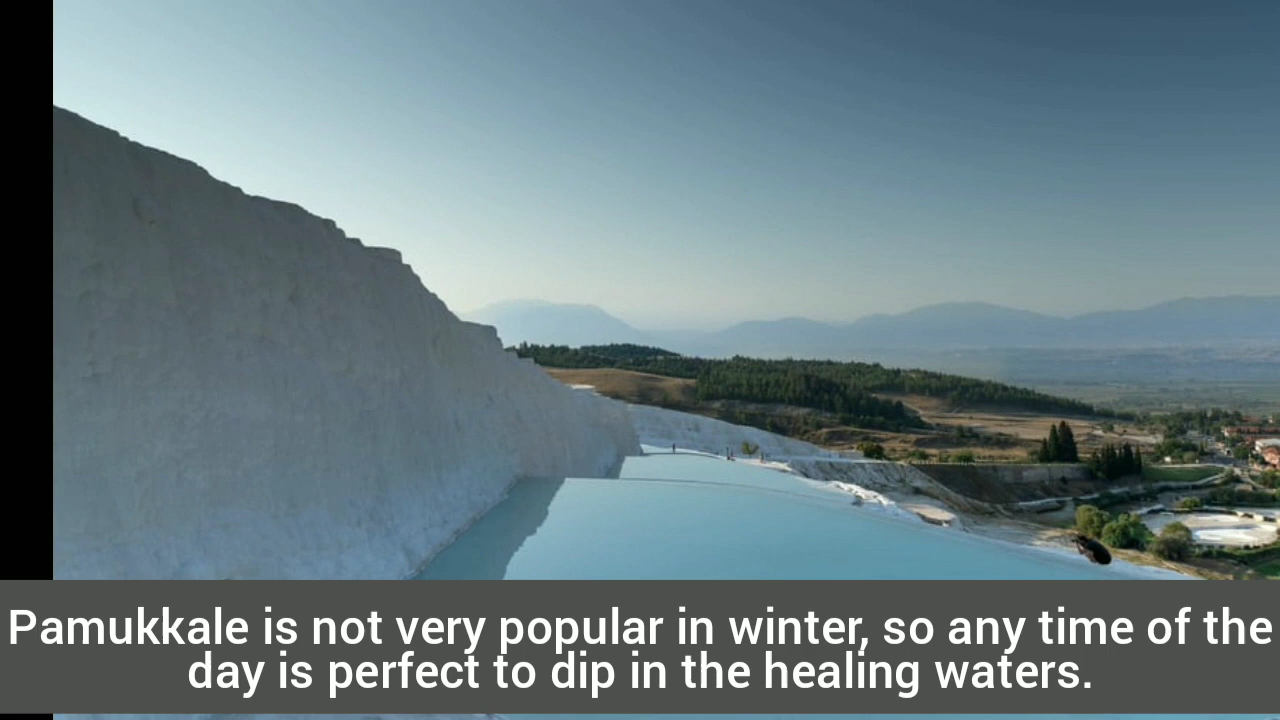 Pamukkale is not very popular in winter, so any time of the
day is perfect to dip in the healing waters.